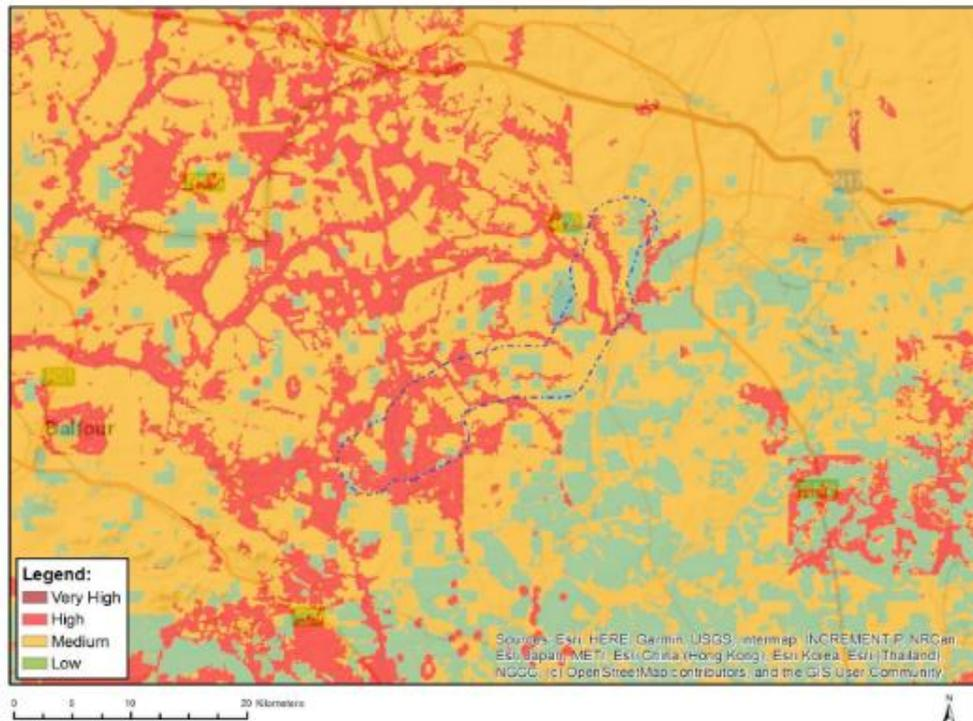 Balfour
Legend:
Very High
High
Medium
Low
Sources: Esri, HERE, Garmin, USGS, Intermap, INCREMENT P, NRCan,
Esri Japan, METI, Esri China (Hong Kong), Esri Korea, Esri (Thailand),
NGCC, (c) OpenStreetMap contributors, and the GIS User Community
0 5 10 20 Kilometers
N